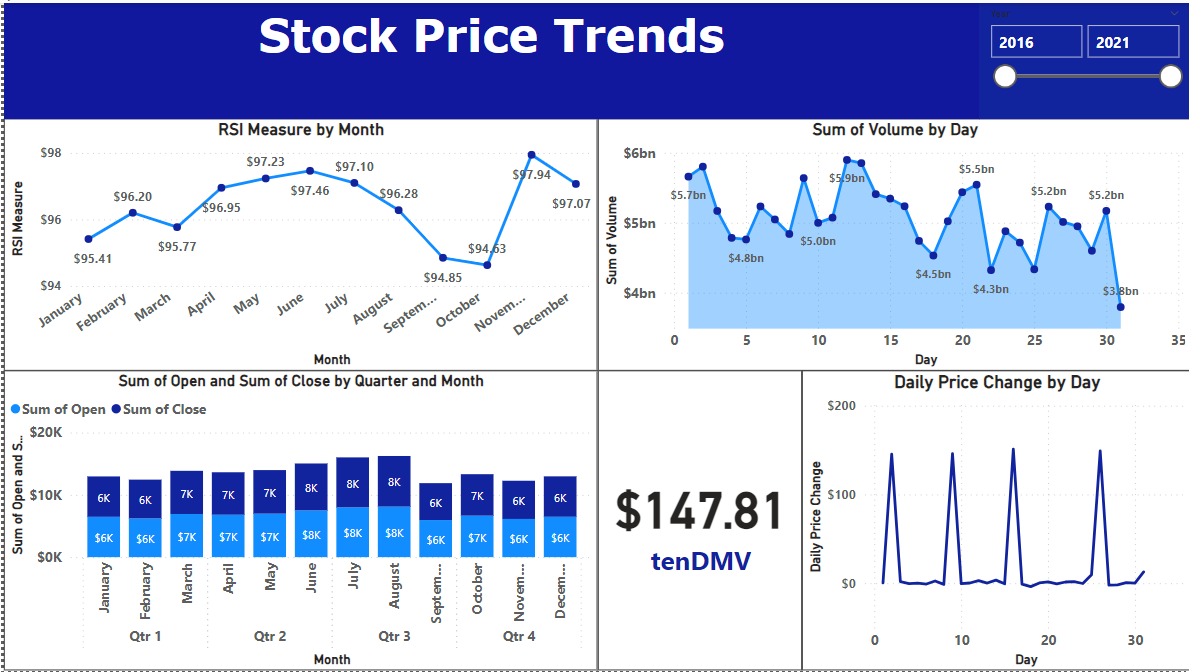 Stock Price Trends
2016
2021
RSI Measure by Month
RSI Measure
$98
$96
$94
$95.41
$96.20
$95.77
$96.95
$97.23
$97.46
$97.10
$96.28
$94.85
$94.63
$97.94
$97.07
January
February
March
April
May
June
July
August
Septem...
October
Novem...
December
Month
Sum of Volume by Day
Sum of Volume
$6bn
$5bn
$4bn
$5.7bn
$4.8bn
$5.0bn
$5.9bn
$4.5bn
$5.5bn
$4.3bn
$5.2bn
$5.2bn
$3.8bn
0 5 10 15 20 25 30 35
Day
Sum of Open and Sum of Close by Quarter and Month
Sum of Open Sum of Close
Sum of Open and S...
$20K
$10K
$0K
6K 6K 7K 7K 7K 8K 8K 8K 6K 7K 6K 6K
$6K $6K $7K $7K $7K $8K $8K $8K $6K $7K $6K $6K
January
February
March
April
May
June
July
August
Septem...
October
Novem...
Decem...
Qtr 1 Qtr 2 Qtr 3 Qtr 4
Month
$147.81
tenDMV
Daily Price Change by Day
Daily Price Change
$200
$100
$0
0 10 20 30
Day